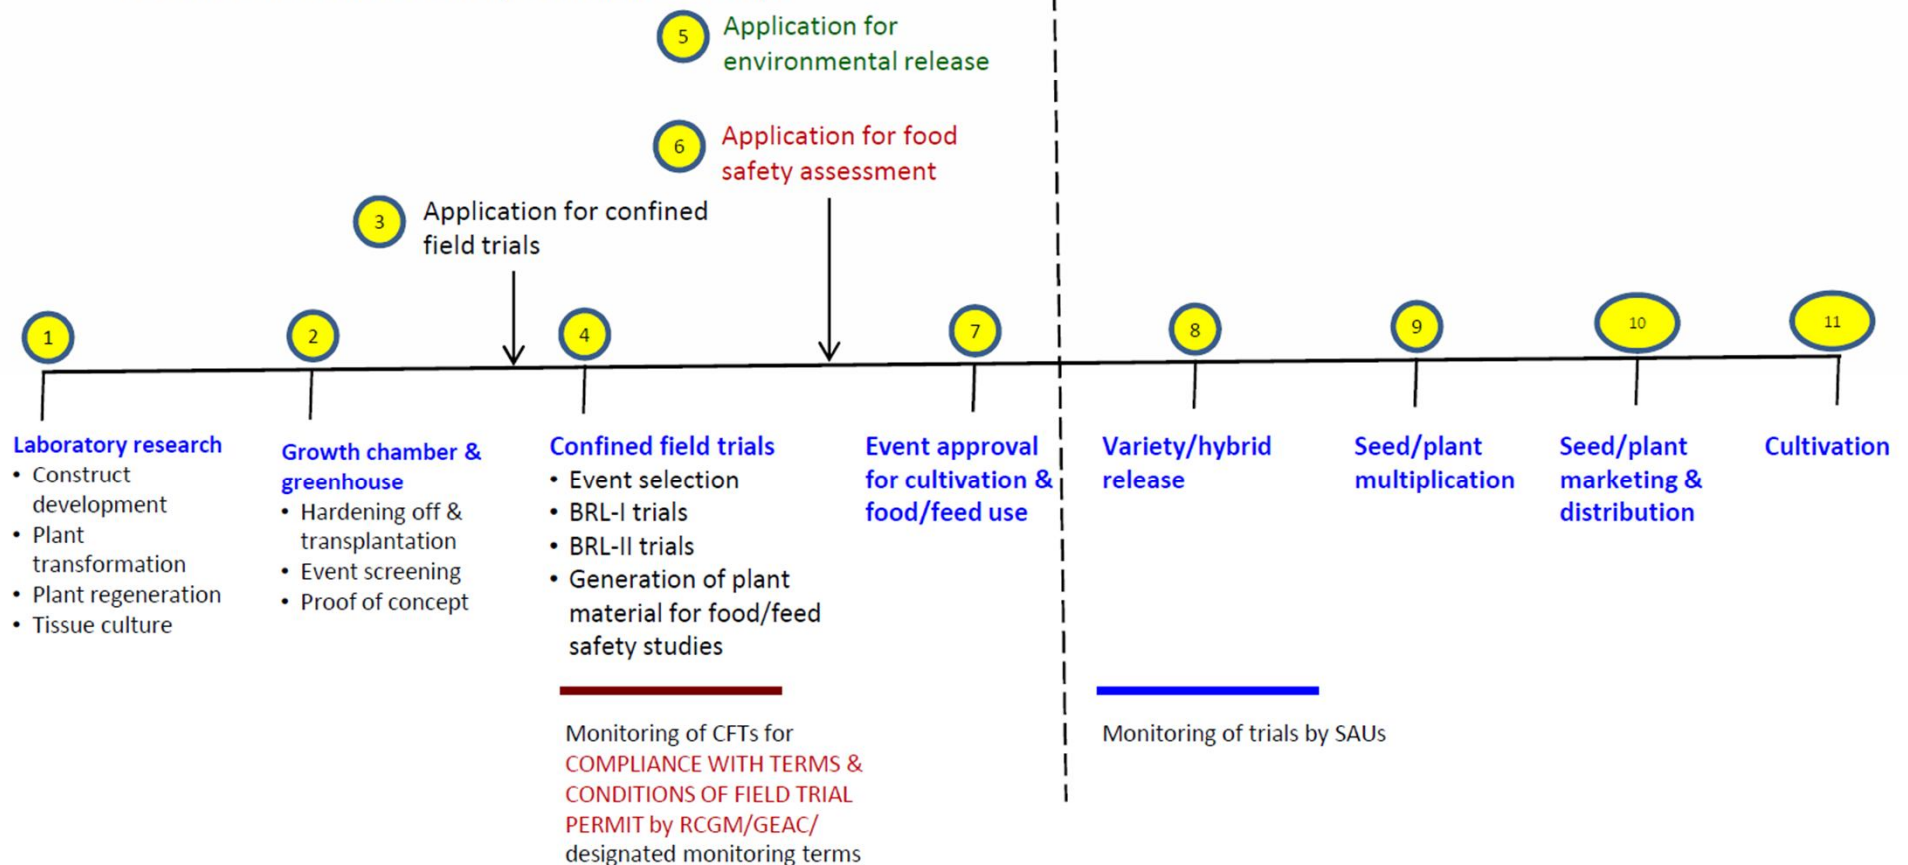 5
Application for
environmental release
6
Application for food
safety assessment
3
Application for confined
field trials
1
2
4
7
8
9
10
11
Laboratory research
• Construct
development
• Plant
transformation
• Plant regeneration
• Tissue culture
Growth chamber &
greenhouse
• Hardening off &
transplantation
• Event screening
• Proof of concept
Confined field trials
• Event selection
• BRL-I trials
• BRL-II trials
• Generation of plant
material for food/feed
safety studies
Event approval
for cultivation &
food/feed use
Variety/hybrid
release
Seed/plant
multiplication
Seed/plant
marketing &
distribution
Cultivation
Monitoring of CFTs for
COMPLIANCE WITH TERMS &
CONDITIONS OF FIELD TRIAL
PERMIT by RCGM/GEAC/
designated monitoring terms
Monitoring of trials by SAUs